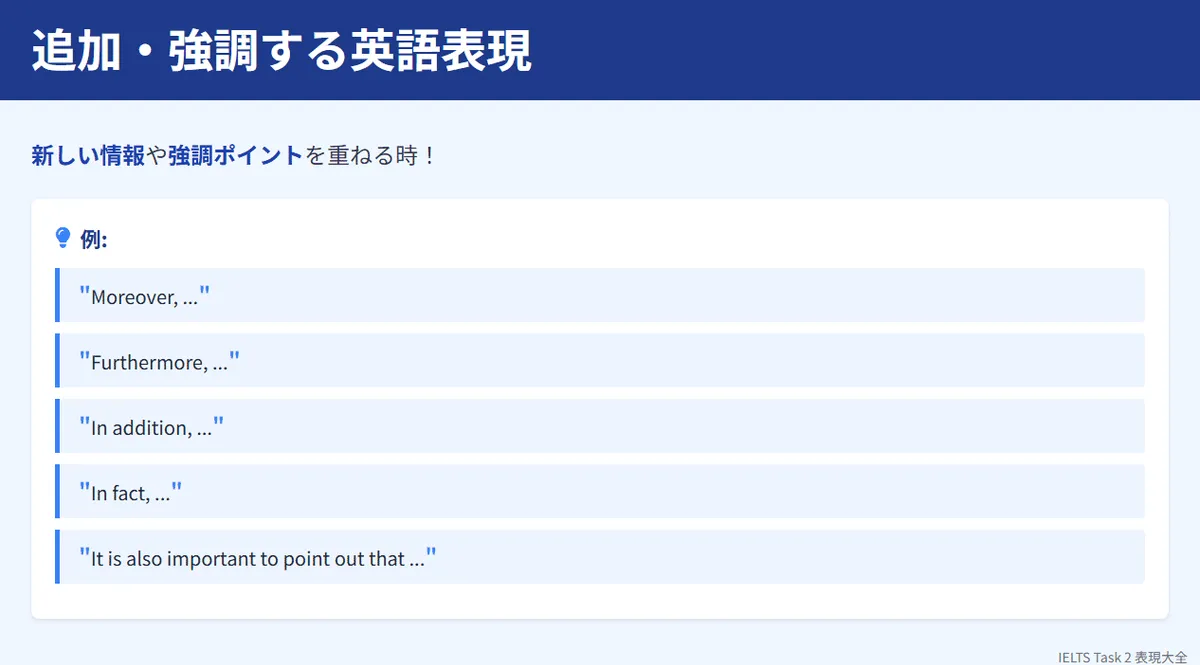 追加・強調する英語表現
新しい情報や強調ポイントを重ねる時！
例:
"Moreover, ..."
"Furthermore, ..."
"In addition, ..."
"In fact, ..."
"It is also important to point out that ..."
IELTS Task 2 表現大全